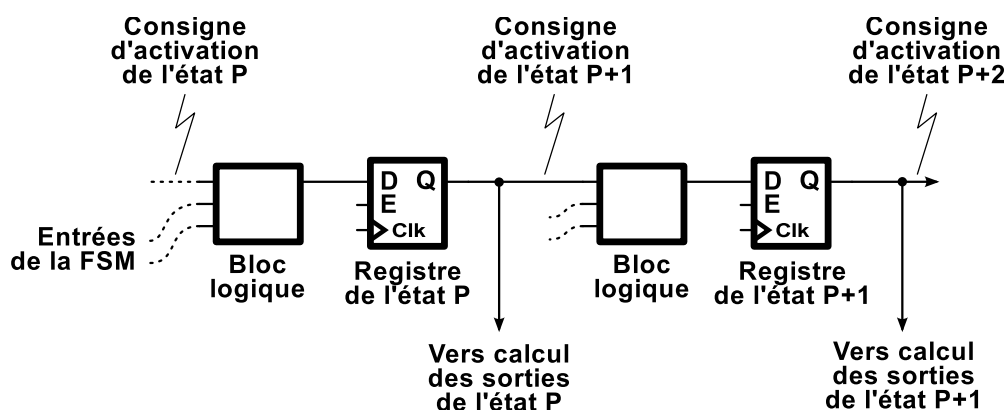 Consigne
d'activation
de l'état P
Consigne
d'activation
de l'état P+1
Consigne
d'activation
de l'état P+2
D Q
E
Clk
D Q
E
Clk
Entrées
de la FSM
Bloc
logique
Registre
de l'état P
Bloc
logique
Registre
de l'état P+1
Vers calcul
des sorties
de l'état P
Vers calcul
des sorties
de l'état P+1